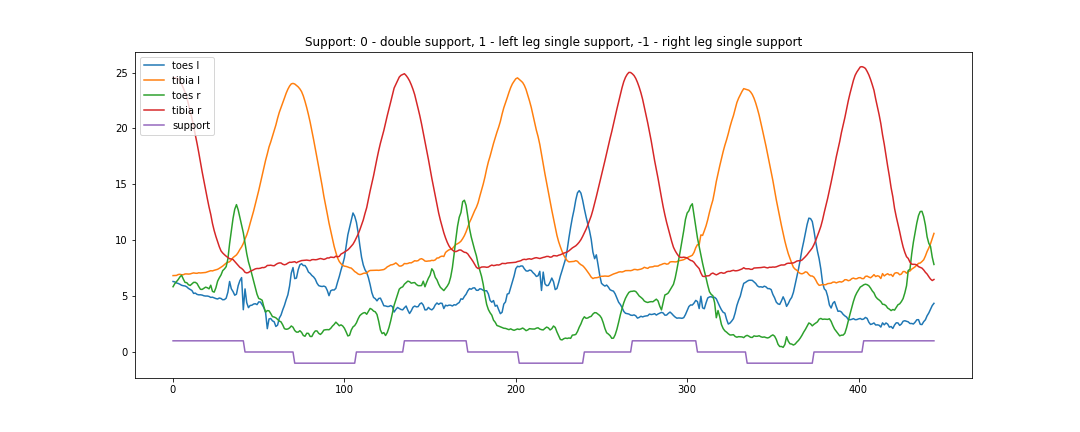 Support: 0 - double support, 1 - left leg single support, -1 - right leg single support
25
20
15
10
5
0
toes l
tibia l
toes r
tibia r
support
0
100
200
300
400